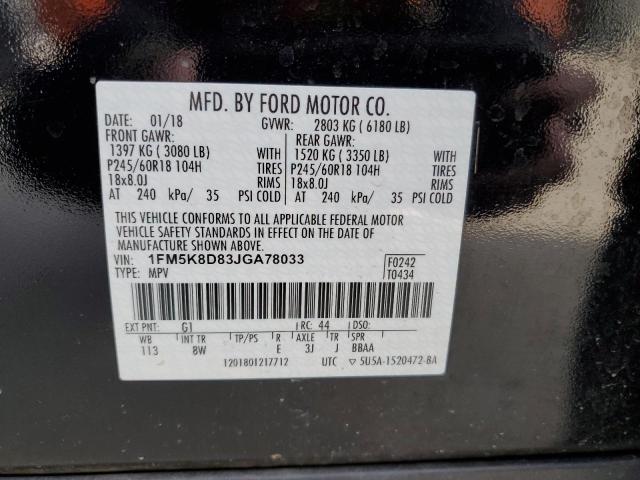 MFD. BY FORD MOTOR CO.
DATE: 01/18 GVWR: 2803 KG ( 6180 LB)
FRONT GAWR: REAR GAWR:
1397 KG ( 3080 LB) WITH 1520 KG ( 3350 LB) WITH
P245/60R18 104H TIRES P245/60R18 104H TIRES
18x8.0J RIMS 18x8.0J RIMS
AT 240 kPa/ 35 PSI COLD AT 240 kPa/ 35 PSI COLD
THIS VEHICLE CONFORMS TO ALL APPLICABLE FEDERAL MOTOR
VEHICLE SAFETY STANDARDS IN EFFECT ON THE DATE OF
MANUFACTURE SHOWN ABOVE.
VIN: 1FM5K8D83JGA78033 F0242
TYPE: MPV T0434
EXT PNT: G1 RC: 44 DSO:
WB INT TR TP/PS R AXLE TR SPR
113 8W E 3J J BBAA
1201801217712 UTC ▽ 5U5A-1520472-BA